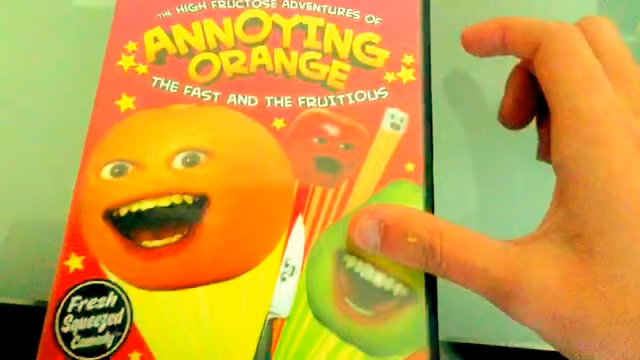 THE HIGH FRUCTOSE ADVENTURES OF
ANNOYING
ORANGE
THE FAST AND THE FRUITIOUS
Fresh
Squeezed
Comedy